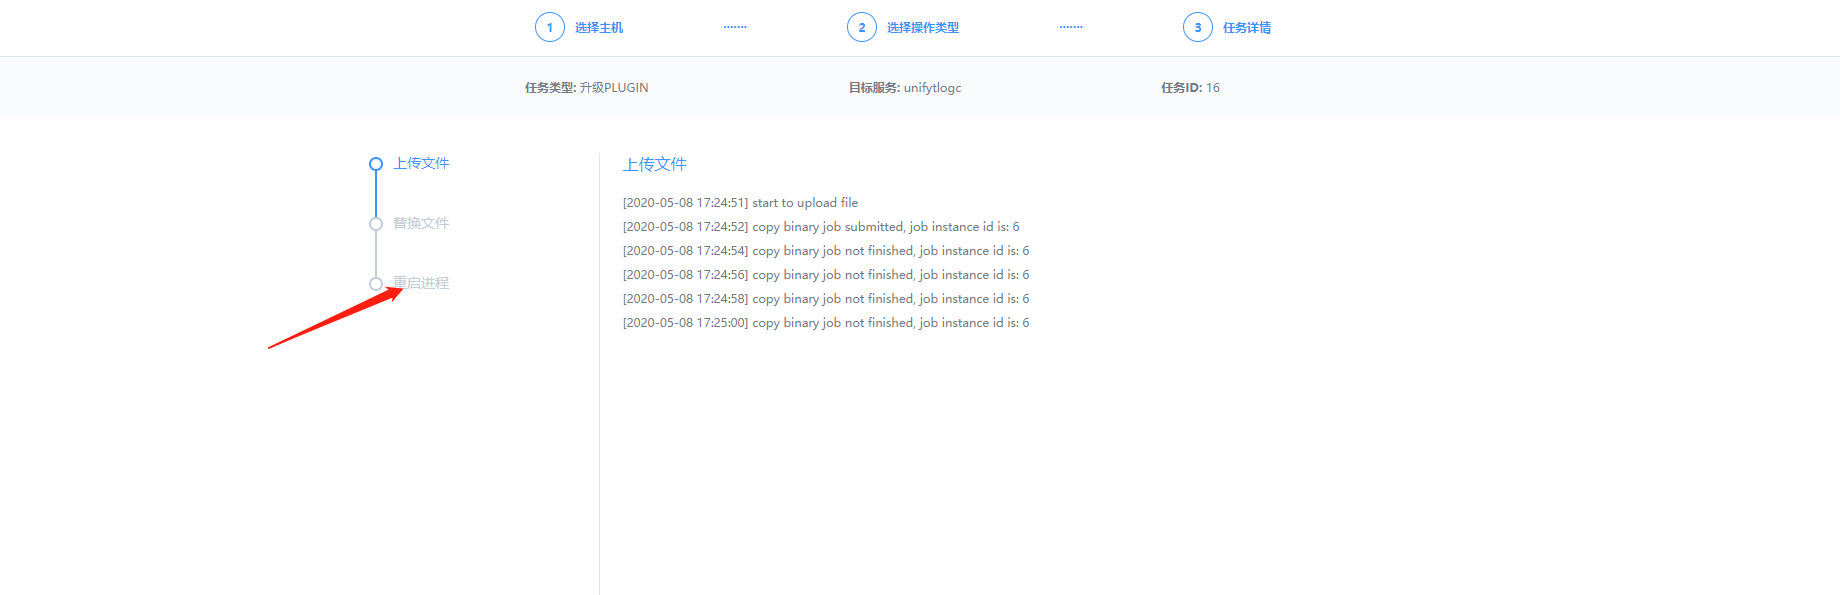 1 选择主机 ....... 2 选择操作类型 ....... 3 任务详情
任务类型: 升级PLUGIN 目标服务: unifytlogc 任务ID: 16
上传文件
替换文件
重启进程
上传文件
[2020-05-08 17:24:51] start to upload file
[2020-05-08 17:24:52] copy binary job submitted, job instance id is: 6
[2020-05-08 17:24:54] copy binary job not finished, job instance id is: 6
[2020-05-08 17:24:56] copy binary job not finished, job instance id is: 6
[2020-05-08 17:24:58] copy binary job not finished, job instance id is: 6
[2020-05-08 17:25:00] copy binary job not finished, job instance id is: 6